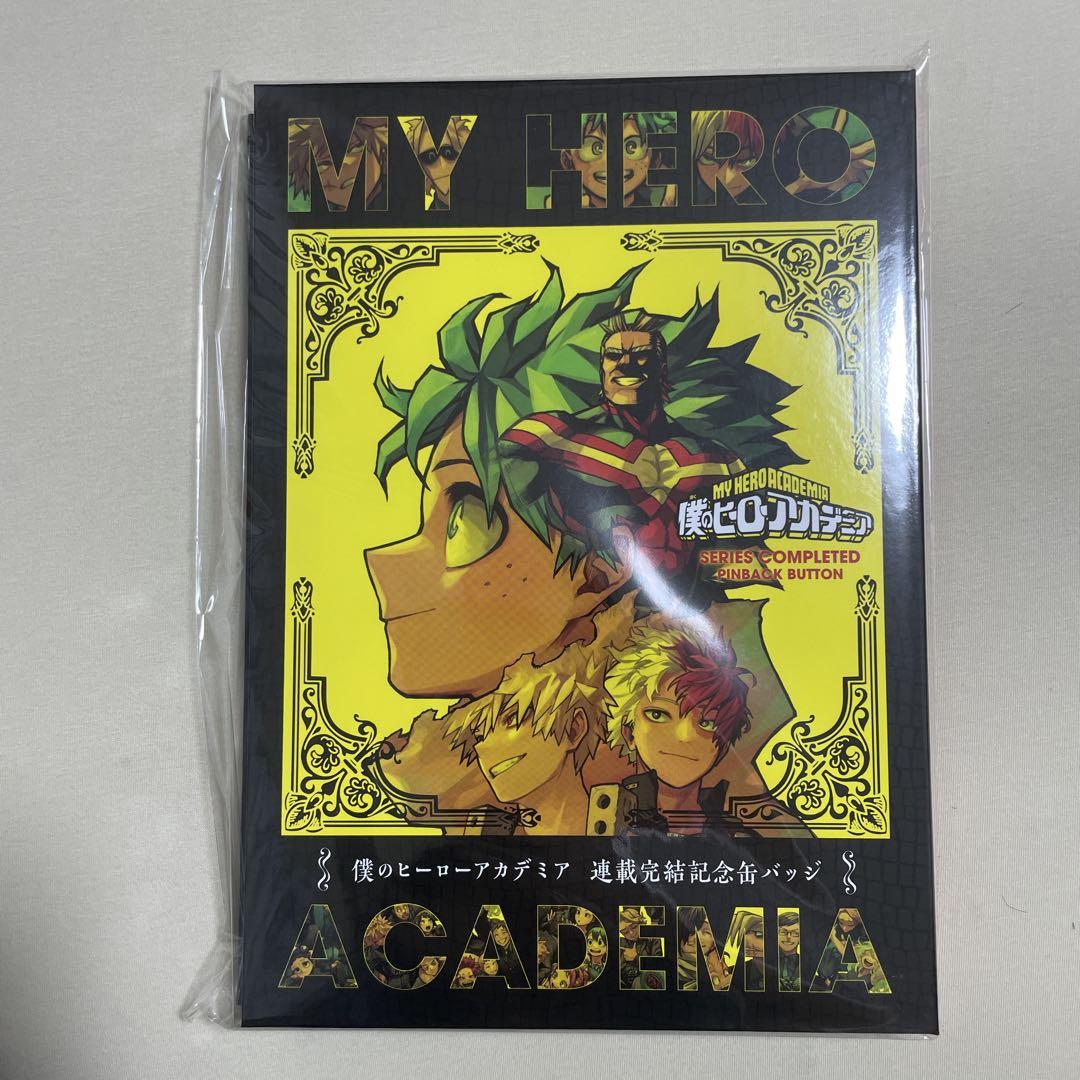 MY HERO
MY HERO ACADEMIA
ぼく
僕のヒーローアカデミア
SERIES COMPLETED
PINBACK BUTTON
僕のヒーローアカデミア 連載完結記念缶バッジ
ACADEMIA